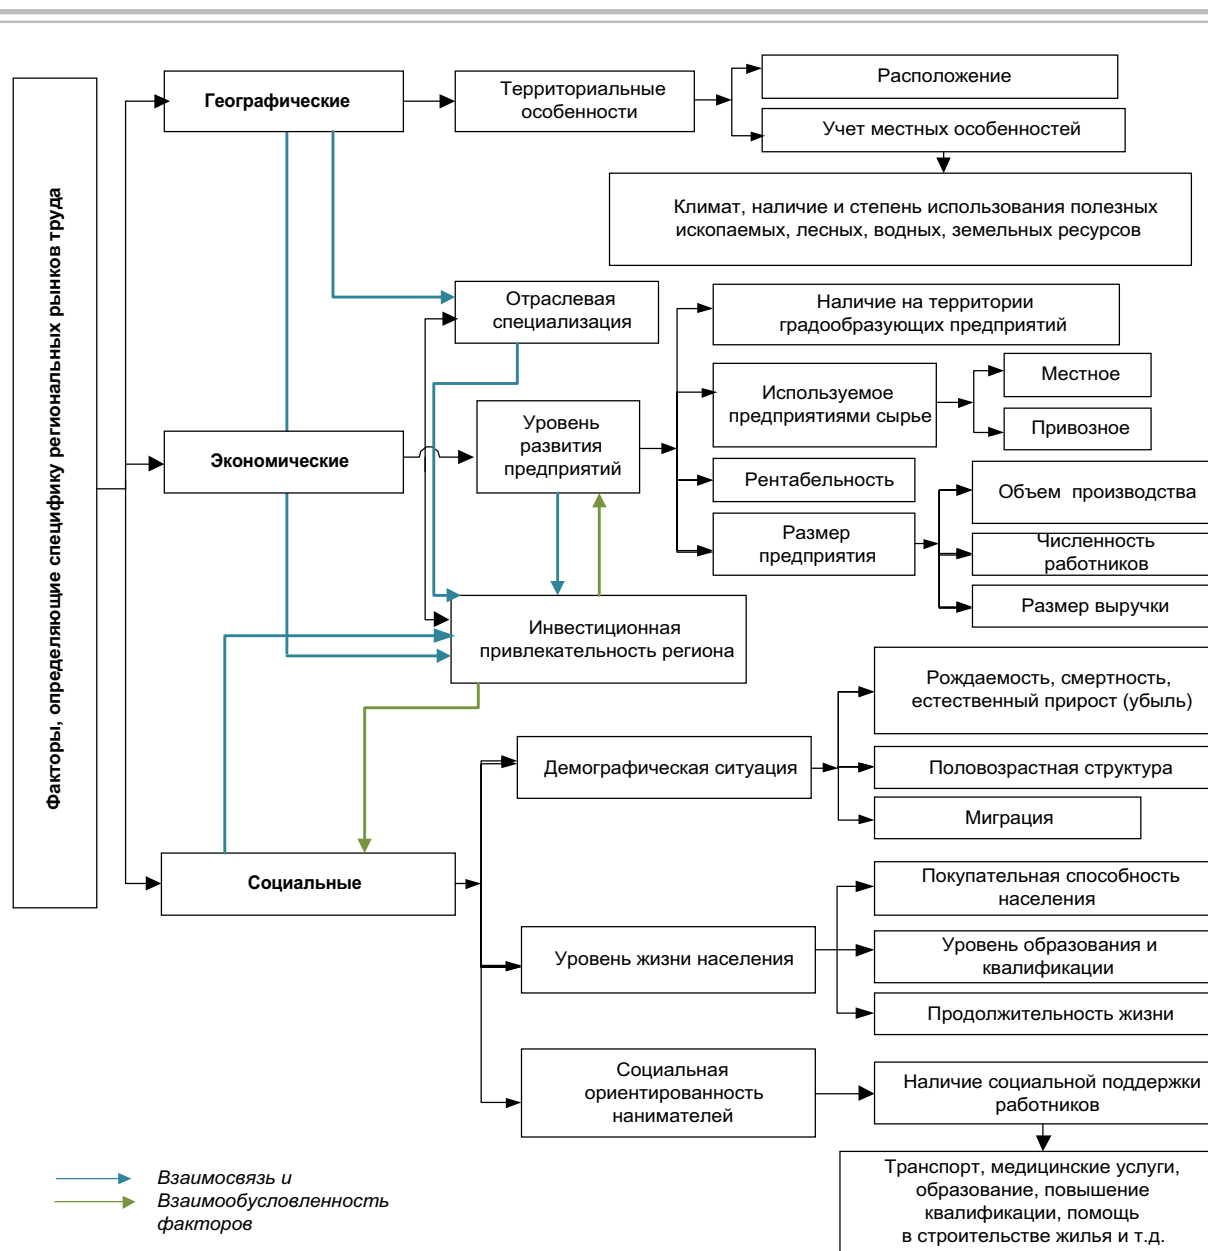 Факторы, определяющие специфику региональных рынков труда
Географические
Территориальные
особенности
Расположение
Учет местных особенностей
Климат, наличие и степень использования полезных
ископаемых, лесных, водных, земельных ресурсов
Отраслевая
специализация
Наличие на территории
градообразующих предприятий
Используемое
предприятиями сырье
Местное
Привозное
Экономические
Уровень
развития
предприятий
Рентабельность
Размер
предприятия
Объем производства
Численность
работников
Размер выручки
Инвестиционная
привлекательность региона
Рождаемость, смертность,
естественный прирост (убыль)
Демографическая ситуация
Половозрастная структура
Миграция
Социальные
Покупательная способность
населения
Уровень жизни населения
Уровень образования и
квалификации
Продолжительность жизни
Социальная
ориентированность
нанимателей
Наличие социальной поддержки
работников
Транспорт, медицинские услуги,
образование, повышение
квалификации, помощь
в строительстве жилья и т.д.
Взаимосвязь и
Взаимообусловленность
факторов